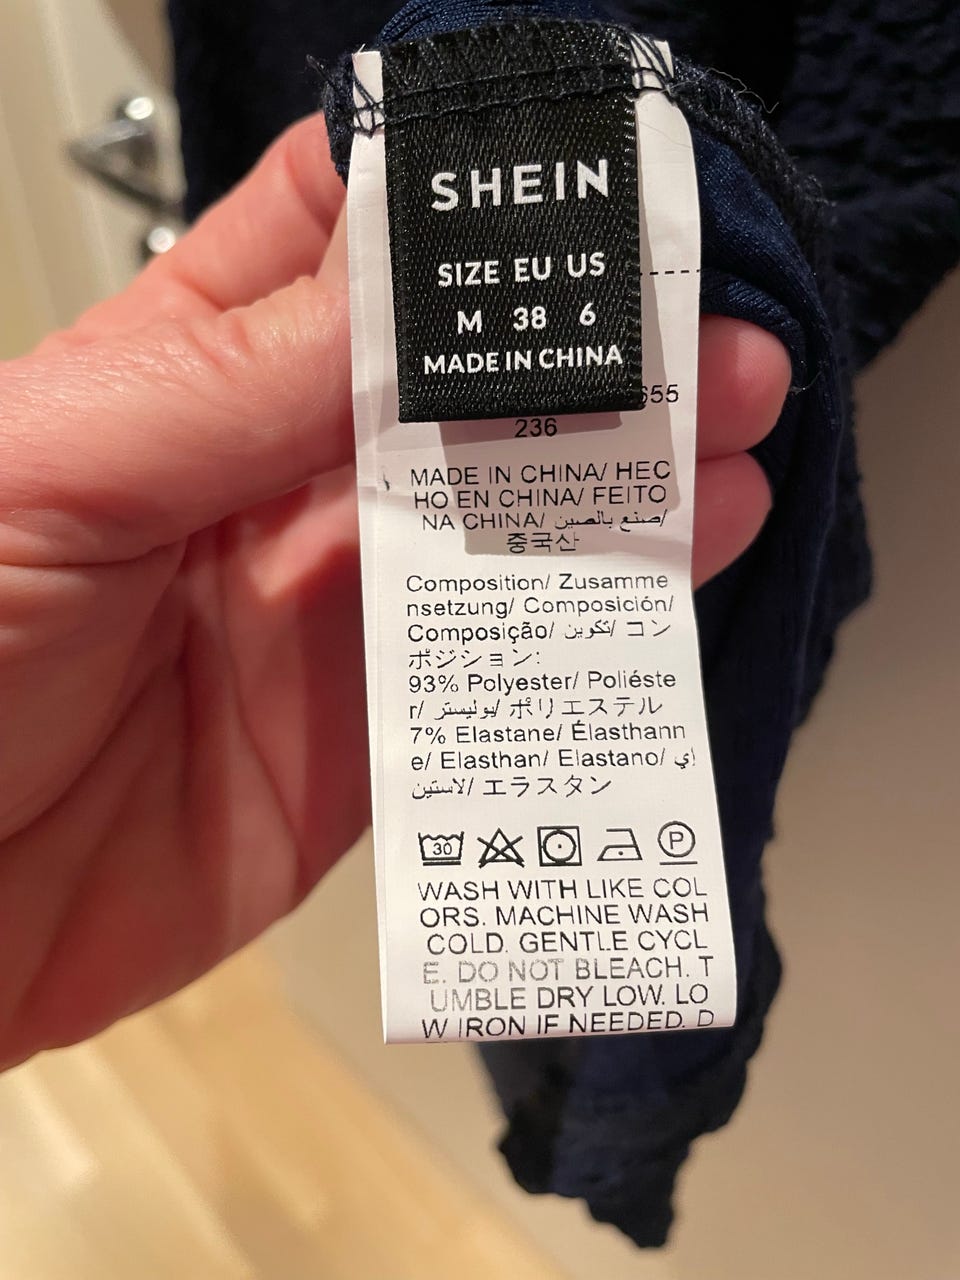 SHEIN
SIZE EU US
M 38 6
MADE IN CHINA
655
236
MADE IN CHINA/ HEC
HO EN CHINA/ FEITO
NA CHINA/ صنع بالصين/
중국산
Composition/ Zusamme
nsetzung/ Composición/
Composição/ تكوين/ コン
ポジション:
93% Polyester/ Poliéste
r/ بوليستر/ ポリエステル
7% Elastane/ Élasthann
e/ Elasthan/ Elastano/ إي
لاستين/ エラスタン
30 P
WASH WITH LIKE COL
ORS. MACHINE WASH
COLD. GENTLE CYCL
E. DO NOT BLEACH. T
UMBLE DRY LOW. LO
W IRON IF NEEDED. D